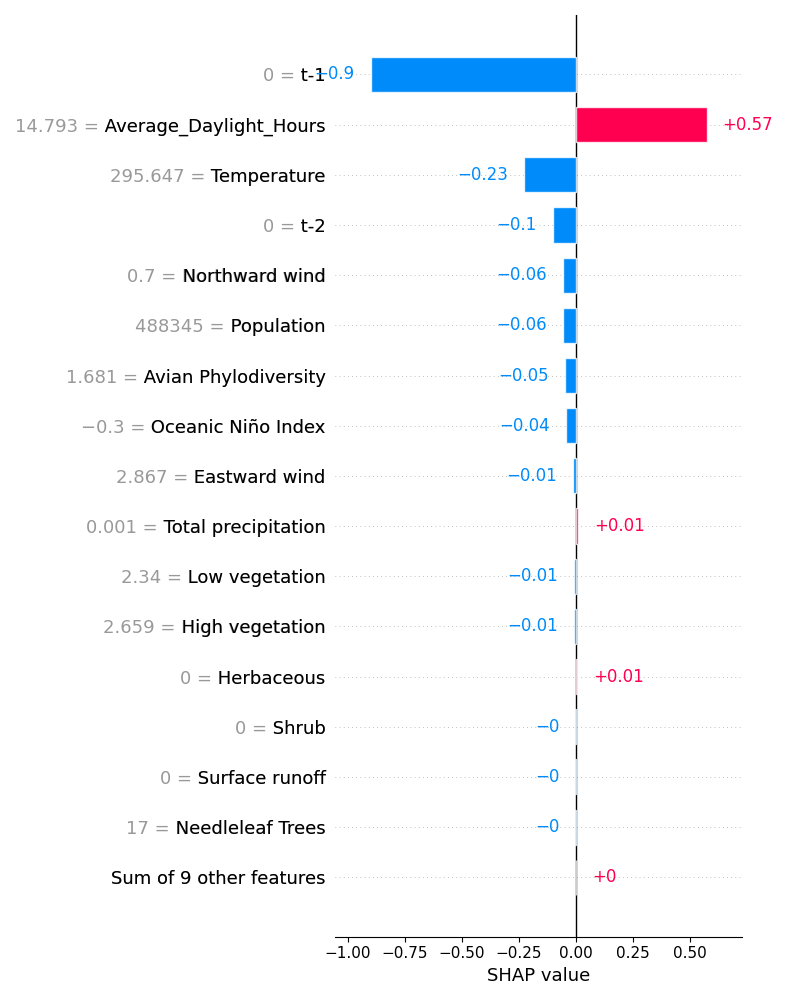 0 = t-1 −0.9
14.793 = Average_Daylight_Hours +0.57
295.647 = Temperature −0.23
0 = t-2 −0.1
0.7 = Northward wind −0.06
488345 = Population −0.06
1.681 = Avian Phylodiversity −0.05
−0.3 = Oceanic Niño Index −0.04
2.867 = Eastward wind −0.01
0.001 = Total precipitation +0.01
2.34 = Low vegetation −0.01
2.659 = High vegetation −0.01
0 = Herbaceous +0.01
0 = Shrub −0
0 = Surface runoff −0
17 = Needleleaf Trees −0
Sum of 9 other features +0
−1.00 −0.75 −0.50 −0.25 0.00 0.25 0.50
SHAP value